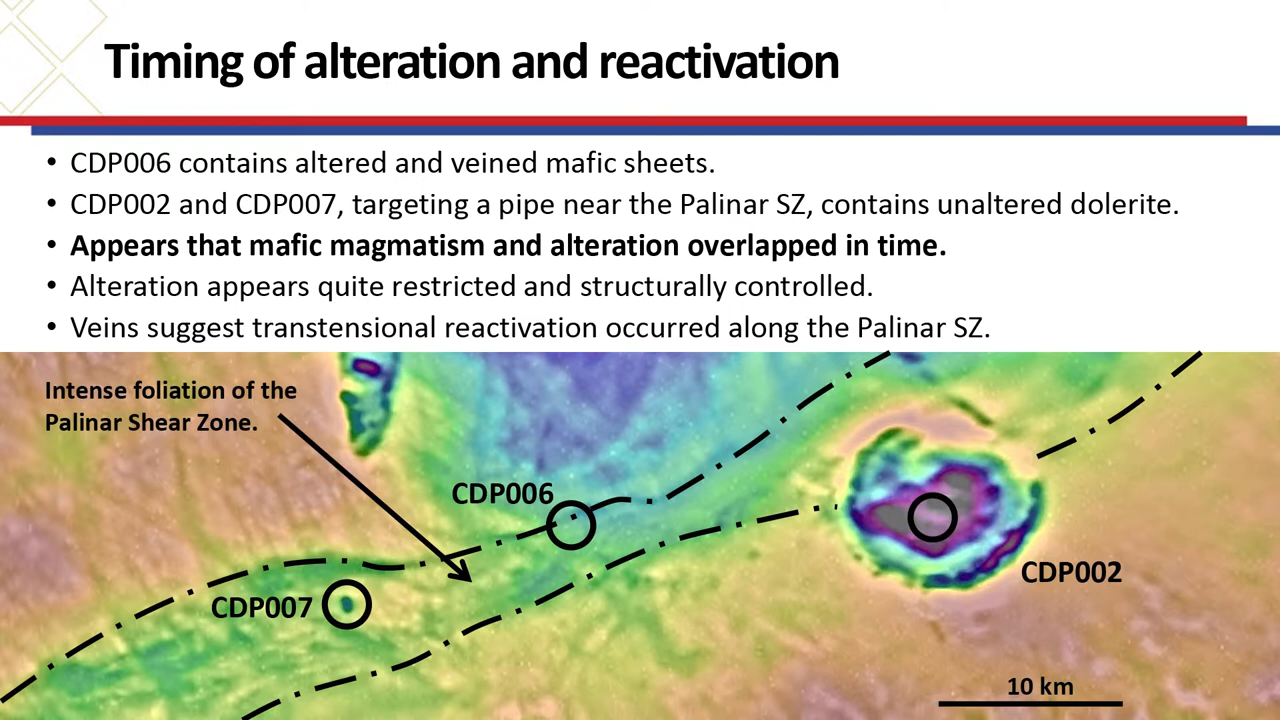 Timing of alteration and reactivation
• CDP006 contains altered and veined mafic sheets.
• CDP002 and CDP007, targeting a pipe near the Palinar SZ, contains unaltered dolerite.
• Appears that mafic magmatism and alteration overlapped in time.
• Alteration appears quite restricted and structurally controlled.
• Veins suggest transtensional reactivation occurred along the Palinar SZ.
Intense foliation of the
Palinar Shear Zone.
CDP006
CDP007
CDP002
10 km